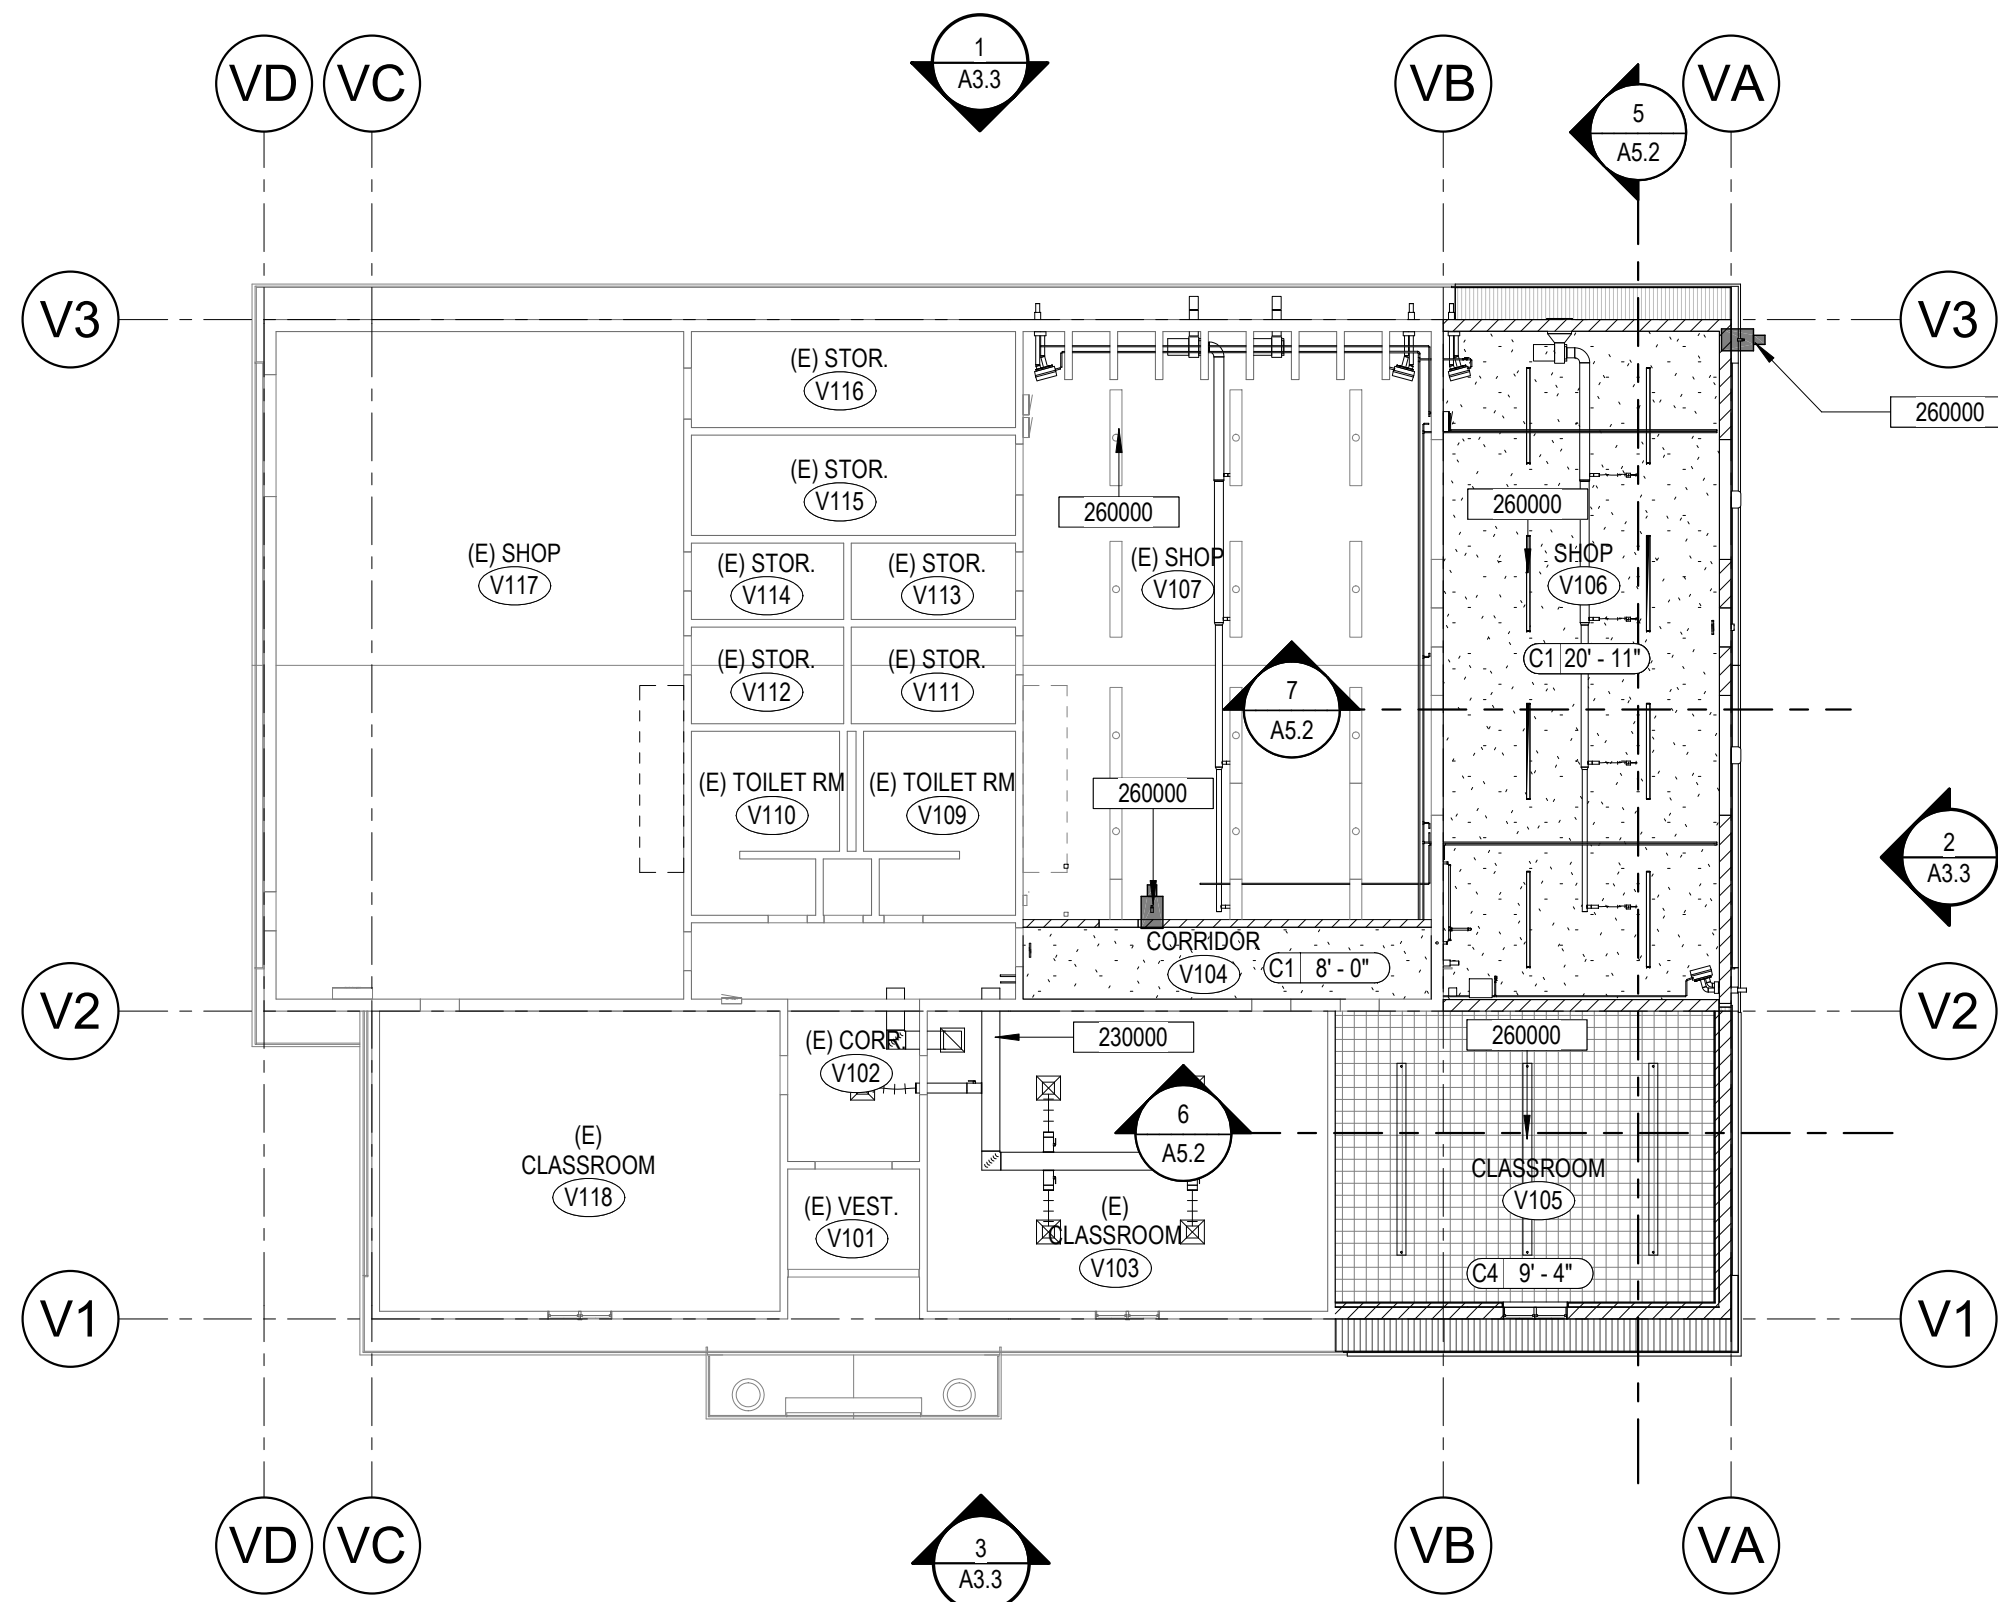 1
A3.3
VD
VC
VB
VA
5
A5.2
V3
V3
(E) STOR.
V116
260000
(E) STOR.
V115
260000
260000
(E) SHOP
V117
(E) STOR.
V114
(E) STOR.
V113
(E) SHOP
V107
SHOP
V106
(E) STOR.
V112
(E) STOR.
V111
C1 20' - 11"
7
A5.2
(E) TOILET RM
V110
(E) TOILET RM
V109
260000
2
A3.3
CORRIDOR
V104
C1 8' - 0"
V2
V2
(E) CORR.
V102
230000
260000
6
A5.2
(E)
CLASSROOM
V118
(E) VEST.
V101
(E)
CLASSROOM
V103
CLASSROOM
V105
C4 9' - 4"
V1
V1
VD
VC
VB
VA
3
A3.3